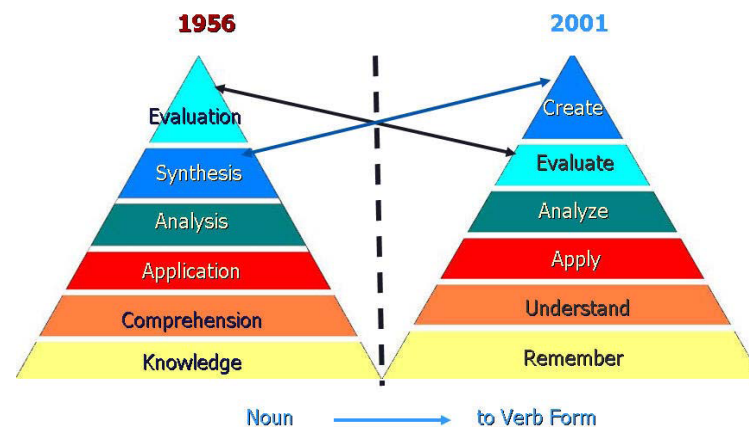 1956
2001
Evaluation
Synthesis
Analysis
Application
Comprehension
Knowledge
Create
Evaluate
Analyze
Apply
Understand
Remember
Noun to Verb Form